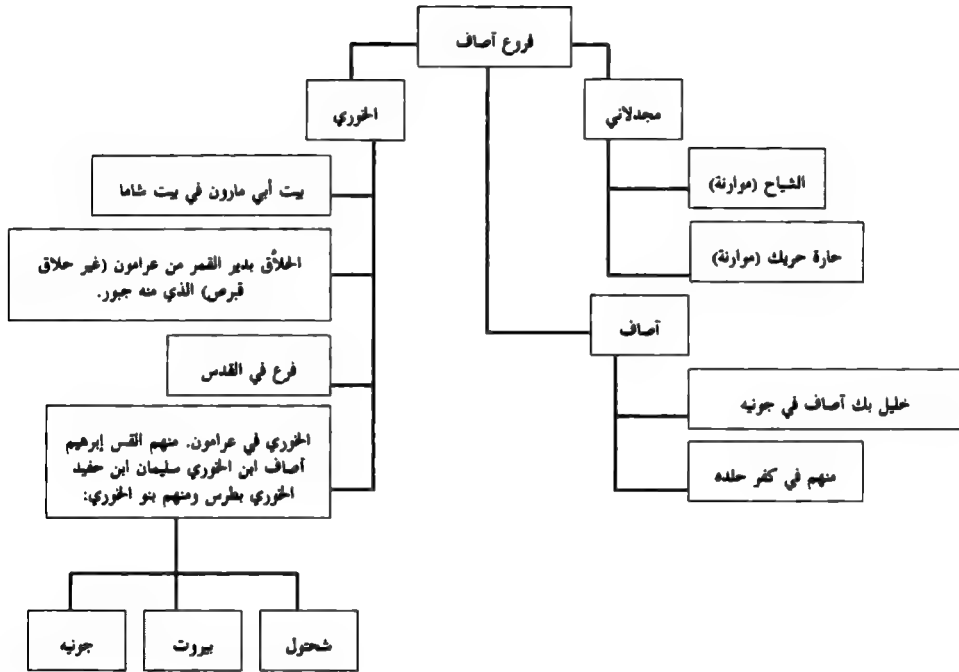 فروع آصاف
مجدلاني
الخوري
الشياح (موارنة)
بيت أبي مارون في بيت شاما
حارة حريك (موارنة)
الحلاّق بدير القمر من عرامون (غير حلاق
قبرص) الذي منه جبور.
آصاف
فرع في القدس
خليل بك آصاف في جونيه
الخوري في عرامون. منهم القس إبرهيم
أصاف ابن الخوري سليمان ابن حفيد
الخوري بطرس ومنهم بنو الخوري:
منهم في كفر حلده
شحتول
بيروت
جونيه